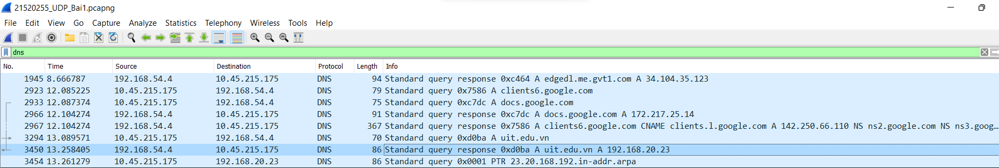 21520255_UDP_Bai1.pcapng
File Edit View Go Capture Analyze Statistics Telephony Wireless Tools Help
dns
No. Time Source Destination Protocol Length Info
1945 8.666787 192.168.54.4 10.45.215.175 DNS 94 Standard query response 0xc464 A edgedl.me.gvt1.com A 34.104.35.123
2923 12.085225 10.45.215.175 192.168.54.4 DNS 79 Standard query 0x7586 A clients6.google.com
2933 12.087374 10.45.215.175 192.168.54.4 DNS 75 Standard query 0xc7dc A docs.google.com
2966 12.104274 192.168.54.4 10.45.215.175 DNS 91 Standard query response 0xc7dc A docs.google.com A 172.217.25.14
2967 12.104274 192.168.54.4 10.45.215.175 DNS 367 Standard query response 0x7586 A clients6.google.com CNAME clients.l.google.com A 142.250.66.110 NS ns2.google.com NS ns3.goog…
3294 13.089571 10.45.215.175 192.168.54.4 DNS 70 Standard query 0xd0ba A uit.edu.vn
3450 13.258405 192.168.54.4 10.45.215.175 DNS 86 Standard query response 0xd0ba A uit.edu.vn A 192.168.20.23
3454 13.261279 10.45.215.175 192.168.20.23 DNS 86 Standard query 0x0001 PTR 23.20.168.192.in-addr.arpa